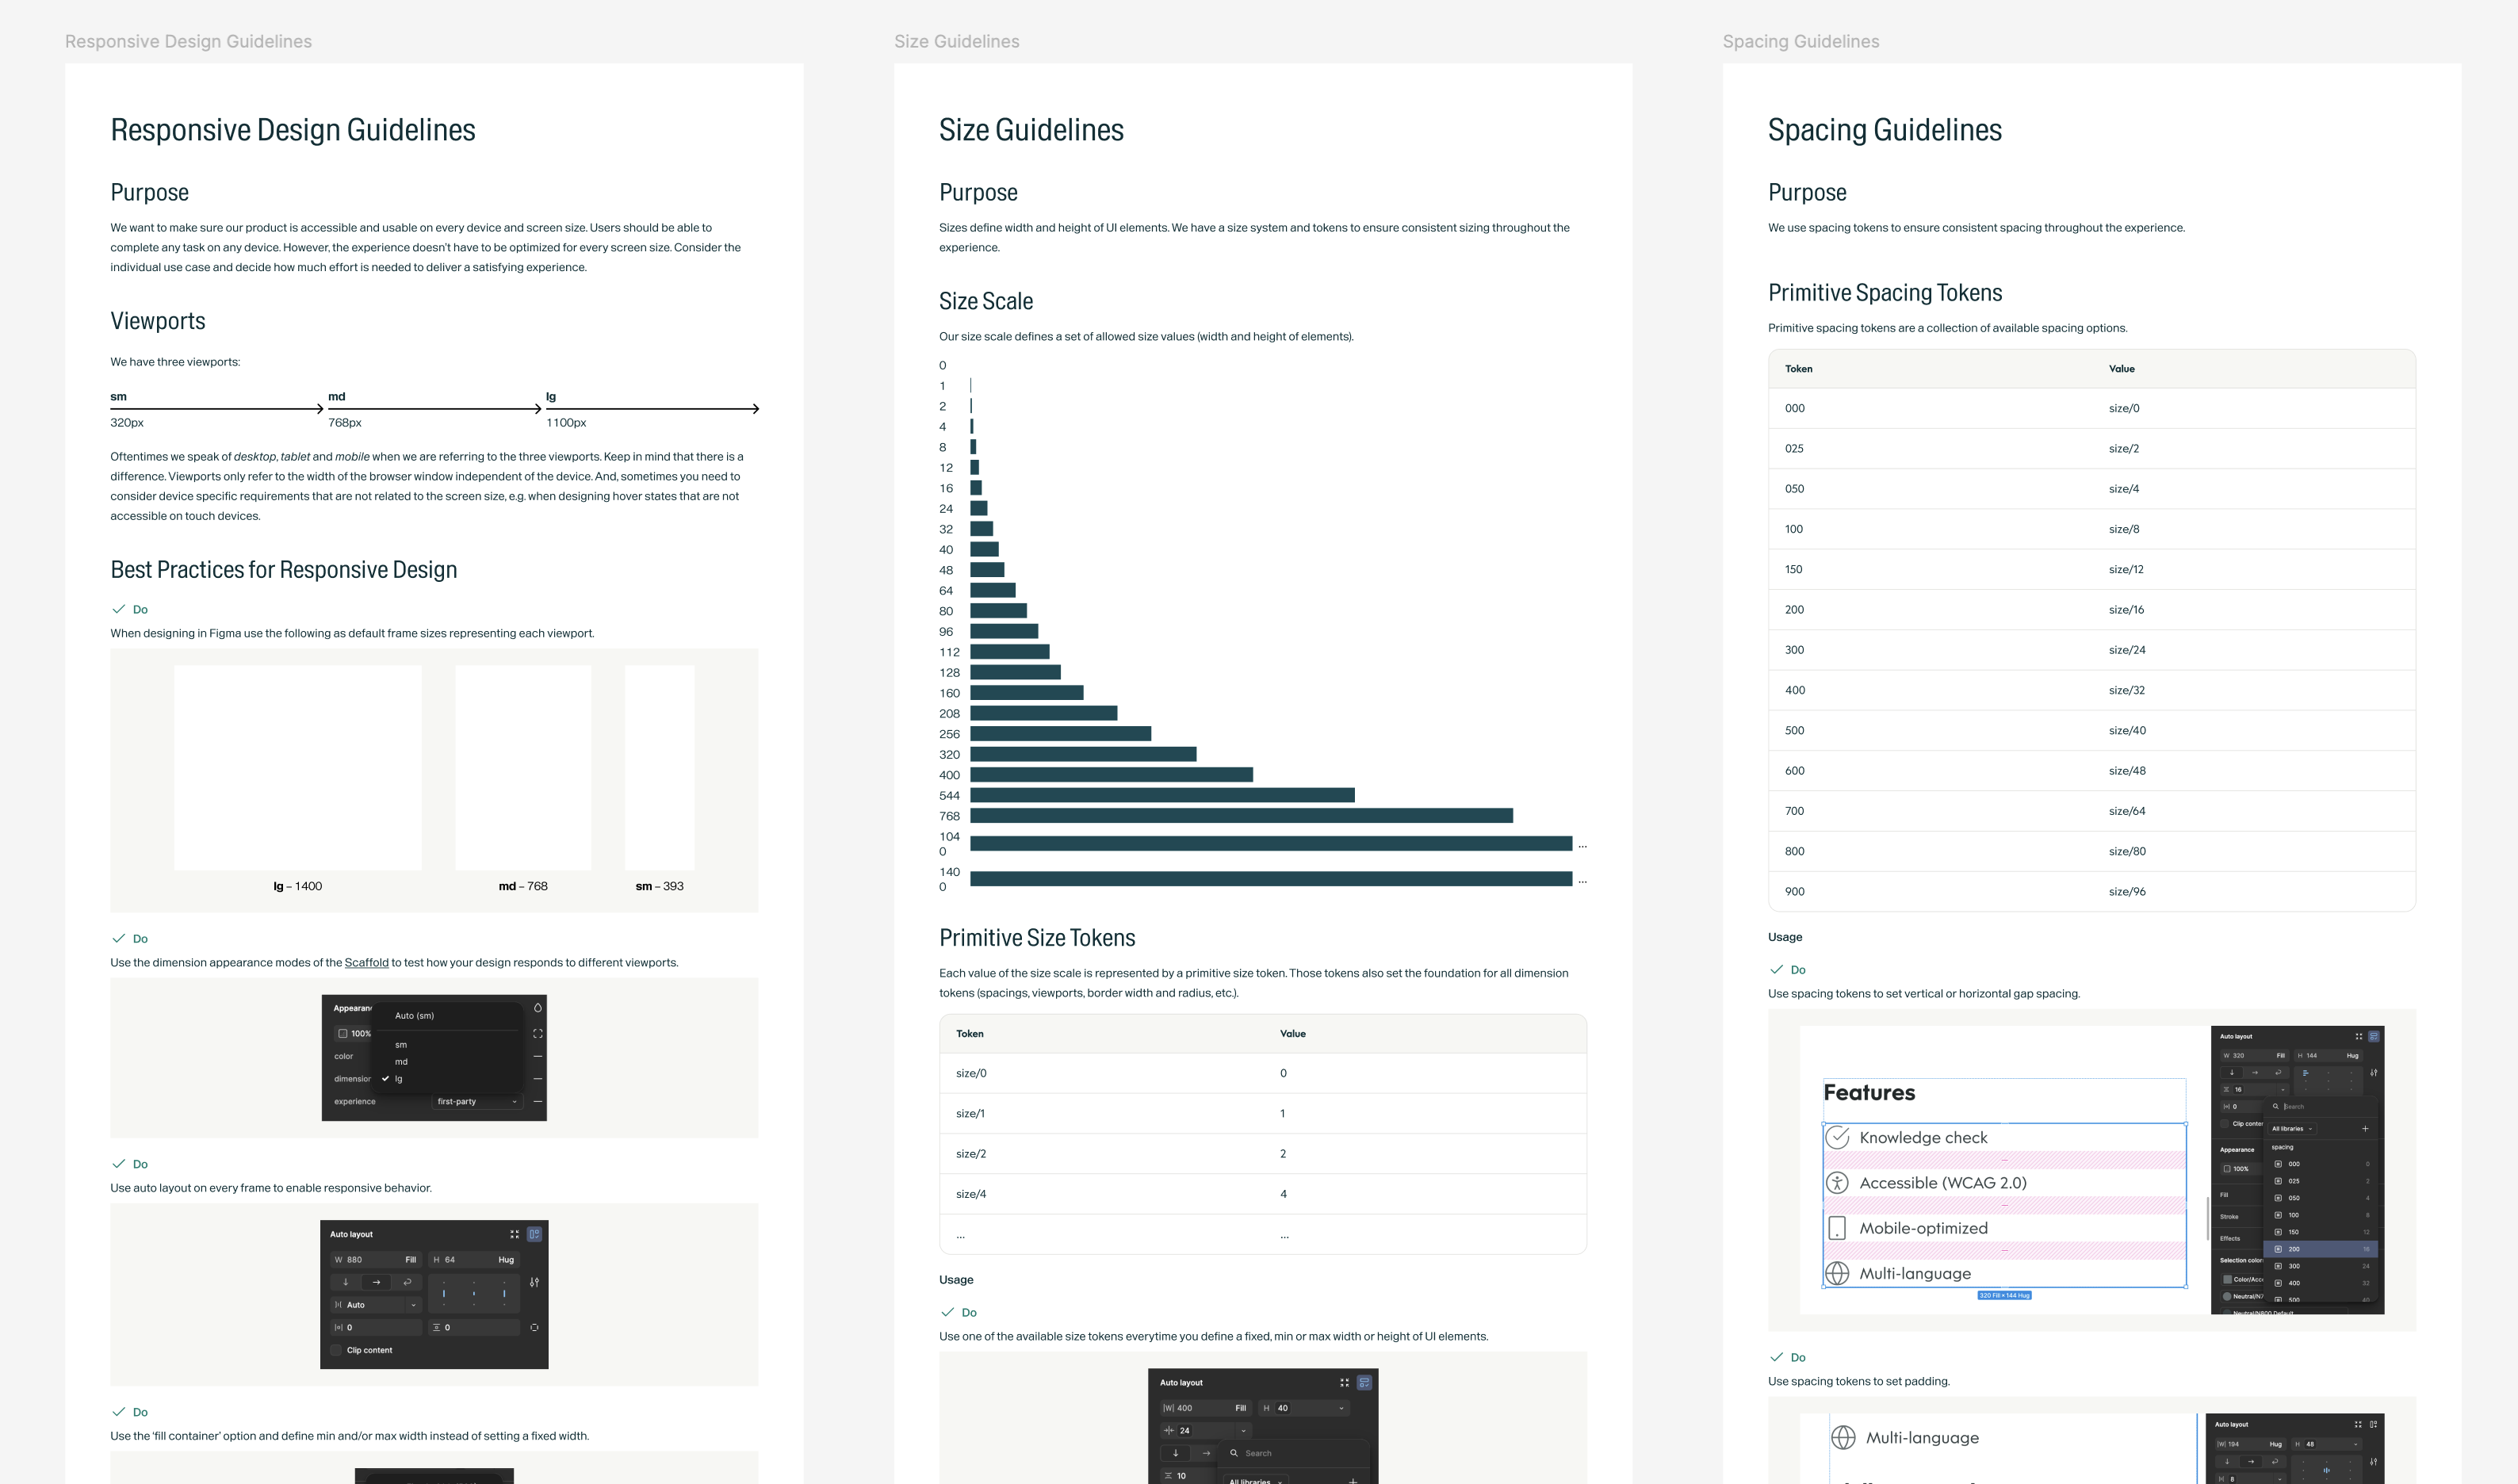 Responsive Design Guidelines
Responsive Design Guidelines
Purpose
We want to make sure our product is accessible and usable on every device and screen size. Users should be able to
complete any task on any device. However, the experience doesn't have to be optimized for every screen size. Consider the
individual use case and decide how much effort is needed to deliver a satisfying experience.
Viewports
We have three viewports:
sm md lg
320px 768px 1100px
Oftentimes we speak of desktop, tablet and mobile when we are referring to the three viewports. Keep in mind that there is a
difference. Viewports only refer to the width of the browser window independent of the device. And, sometimes you need to
consider device specific requirements that are not related to the screen size, e.g. when designing hover states that are not
accessible on touch devices.
Best Practices for Responsive Design
Do
When designing in Figma use the following as default frame sizes representing each viewport.
lg – 1400 md – 768 sm – 393
Do
Use the dimension appearance modes of the Scaffold to test how your design responds to different viewports.
Appearan
Auto (sm)
100%
sm
color
md
dimension
lg
experience first-party
Do
Use auto layout on every frame to enable responsive behavior.
Auto layout
W 880 Fill H 64 Hug
Auto
0 0
Clip content
Do
Use the 'fill container' option and define min and/or max width instead of setting a fixed width.
Size Guidelines
Size Guidelines
Purpose
Sizes define width and height of UI elements. We have a size system and tokens to ensure consistent sizing throughout the
experience.
Size Scale
Our size scale defines a set of allowed size values (width and height of elements).
0
1
2
4
8
12
16
24
32
40
48
64
80
96
112
128
160
208
256
320
400
544
768
104
0
...
140
0
...
Primitive Size Tokens
Each value of the size scale is represented by a primitive size token. Those tokens also set the foundation for all dimension
tokens (spacings, viewports, border width and radius, etc.).
Token Value
size/0 0
size/1 1
size/2 2
size/4 4
... ...
Usage
Do
Use one of the available size tokens everytime you define a fixed, min or max width or height of UI elements.
Auto layout
W 400 Fill H 40
24
Search
10
All libraries
Spacing Guidelines
Spacing Guidelines
Purpose
We use spacing tokens to ensure consistent spacing throughout the experience.
Primitive Spacing Tokens
Primitive spacing tokens are a collection of available spacing options.
Token Value
000 size/0
025 size/2
050 size/4
100 size/8
150 size/12
200 size/16
300 size/24
400 size/32
500 size/40
600 size/48
700 size/64
800 size/80
900 size/96
Usage
Do
Use spacing tokens to set vertical or horizontal gap spacing.
Features
Knowledge check
Accessible (WCAG 2.0)
Mobile-optimized
Multi-language
320 Fill × 144 Hug
Auto layout
W 320 Fill H 144 Hug
16
0
Search
Clip conter
All libraries
Appearance
spacing
100%
000 0
025 2
Fill
050 4
Stroke
100 8
Effects
150 12
200 16
Selection colors
300 24
Color/Acce
400 32
Neutral/N7
500 40
Neutral/N800 Default
Do
Use spacing tokens to set padding.
Multi-language
Auto layout
W 194 Hug H 48
8